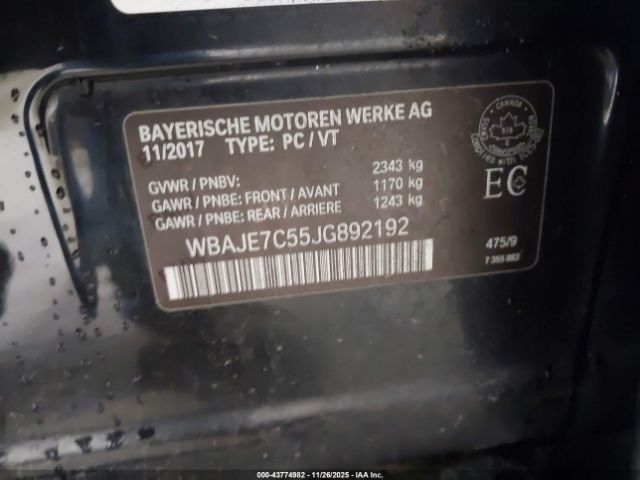 BAYERISCHE MOTOREN WERKE AG
11/2017 TYPE: PC / VT
GVWR / PNBV: 2343 kg
GAWR / PNBE: FRONT / AVANT 1170 kg
GAWR / PNBE: REAR / ARRIERE 1243 kg
WBAJE7C55JG892192
CANADA
EC
475/9
7 355 883
000-43774982 | 11/26/2025 | IAA Inc.